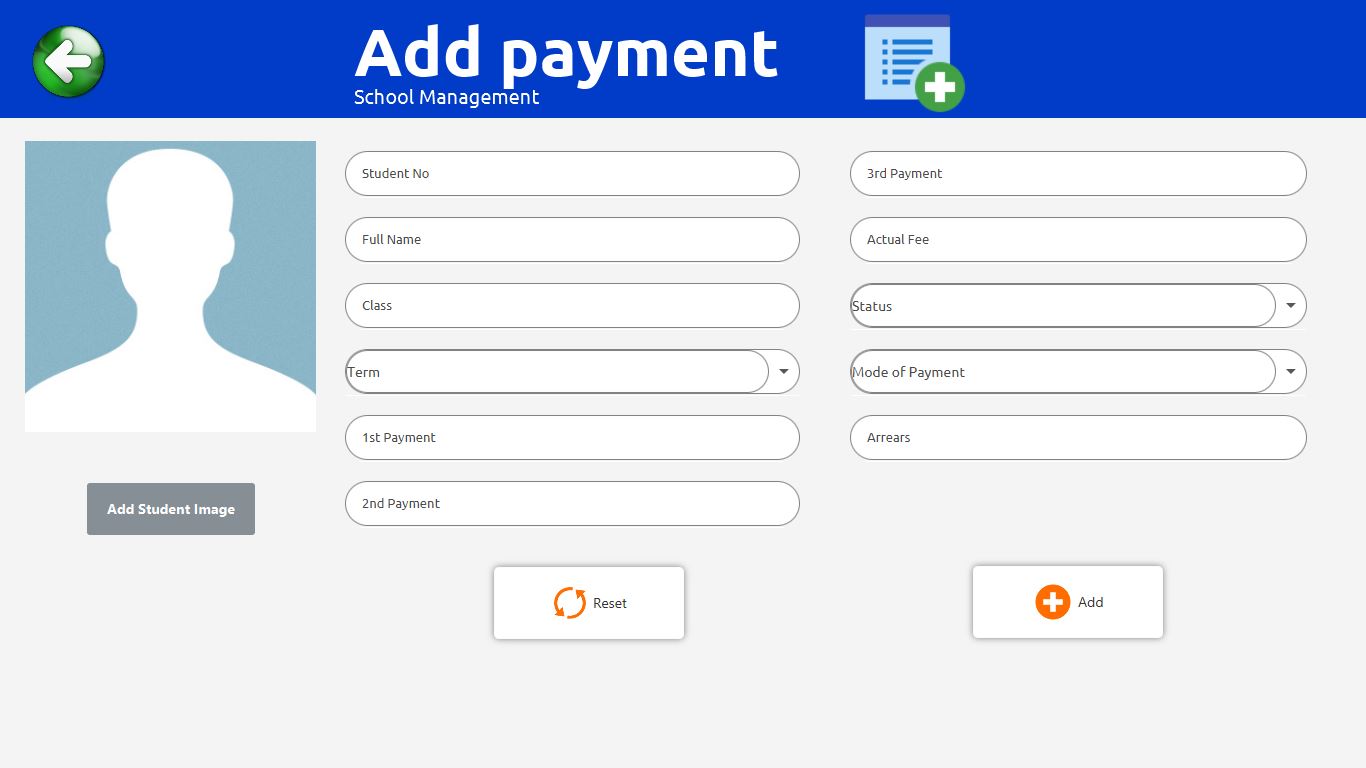 Add payment
School Management
Student No
Full Name
Class
Term
1st Payment
2nd Payment
3rd Payment
Actual Fee
Status
Mode of Payment
Arrears
Add Student Image
Reset
Add